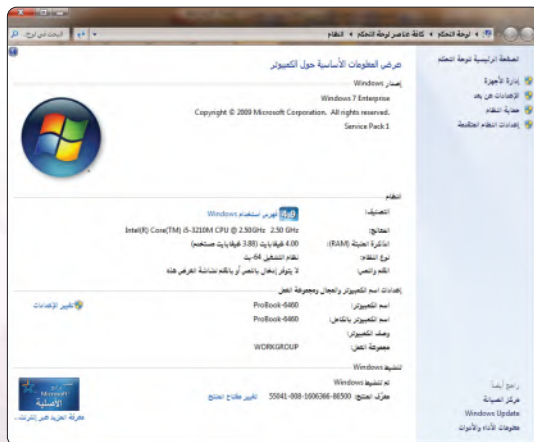 لوحة التحكم ◂ كافة عناصر لوحة التحكم ◂ النظام
البحث في لوح...
الصفحة الرئيسية للوحة التحكم
إدارة الأجهزة
الإعدادات عن بعد
حماية النظام
إعدادات النظام المتقدمة
عرض المعلومات الأساسية حول الكمبيوتر
إصدار Windows
Windows 7 Enterprise
Copyright © 2009 Microsoft Corporation. All rights reserved.
Service Pack 1
النظام
التصنيف: 4.9 فهرس استخدام Windows
المعالج: Intel(R) Core(TM) i5-3210M CPU @ 2.50GHz 2.50 GHz
الذاكرة المثبتة (RAM): 4.00 غيغابايت (3.88 غيغابايت مستخدم)
نوع النظام: نظام التشغيل 64-بت
القلم واللمس: لا يتوفر إدخال باللمس أو بالقلم لشاشة العرض هذه
إعدادات اسم الكمبيوتر والمجال ومجموعة العمل
اسم الكمبيوتر: ProBook-6460
تغيير الإعدادات
اسم الكمبيوتر بالكامل: ProBook-6460
وصف الكمبيوتر:
مجموعة العمل: WORKGROUP
تنشيط Windows
تم تنشيط Windows
معرّف المنتج: 55041-008-1606366-86500 تغيير مفتاح المنتج
برامج
Microsoft
الأصلية
معرفة المزيد عبر إنترنت...
راجع أيضاً
مركز الصيانة
Windows Update
معلومات الأداء والأدوات